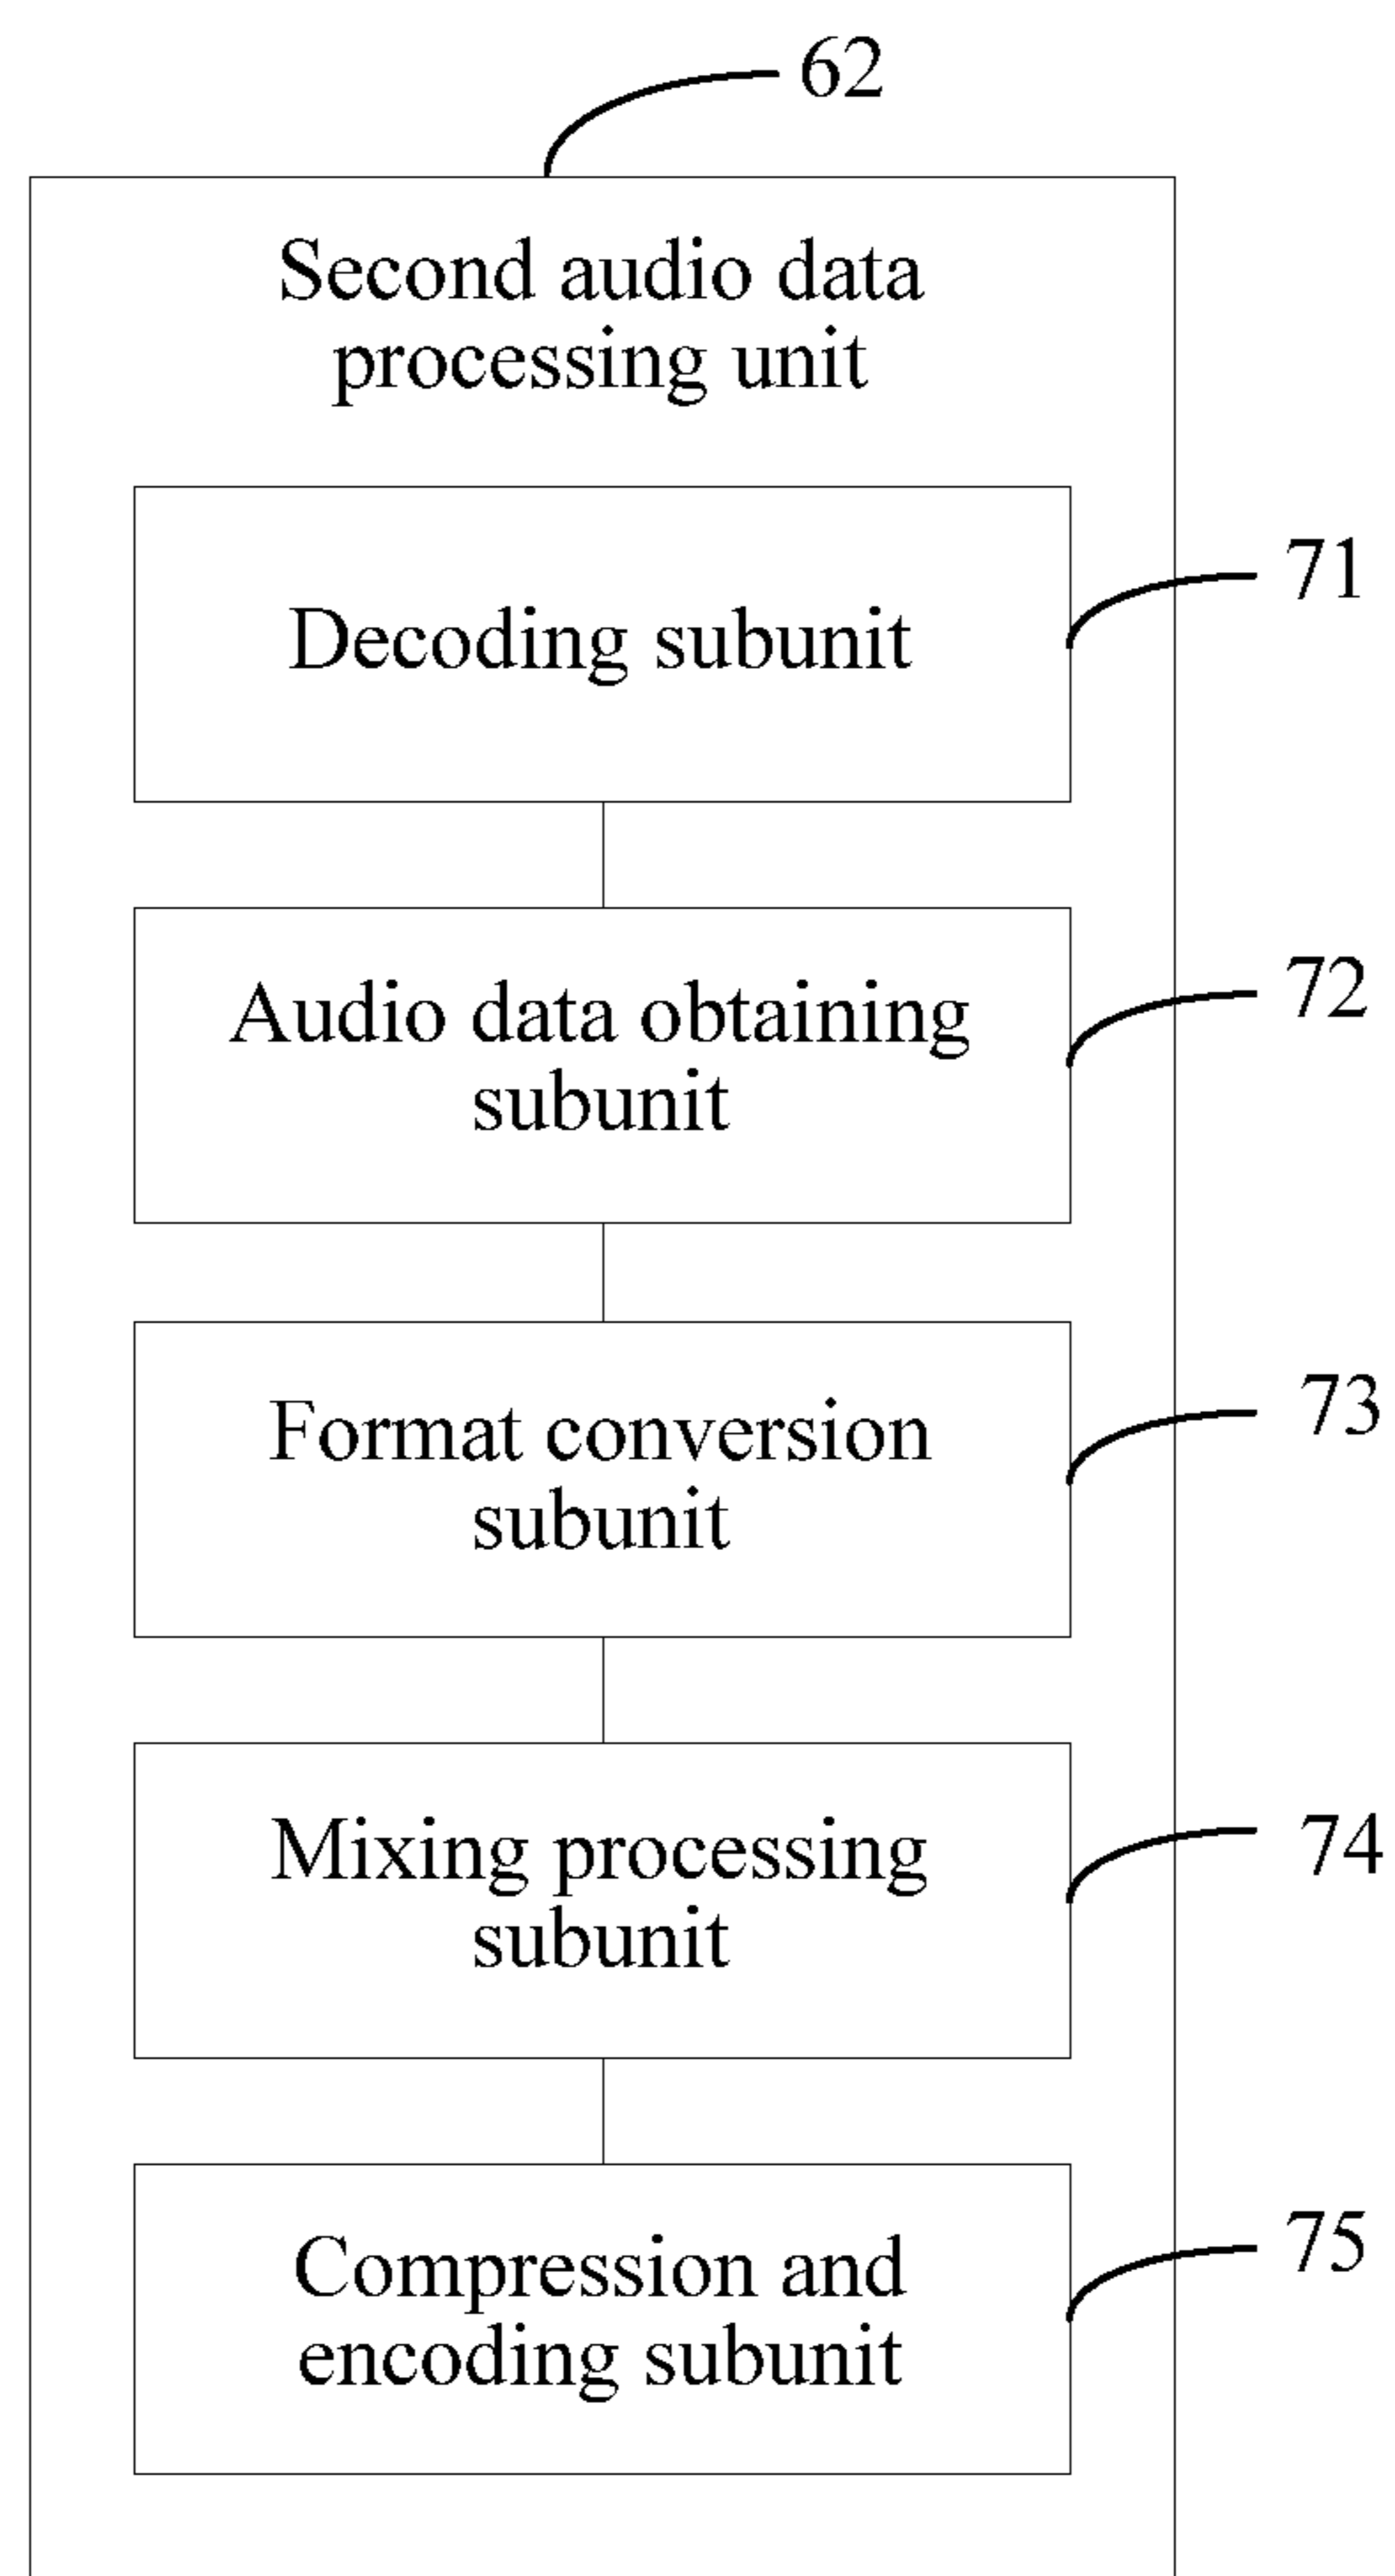 62
Second audio data
processing unit
Decoding subunit
71
Audio data obtaining
subunit
72
Format conversion
subunit
73
Mixing processing
subunit
74
Compression and
encoding subunit
75